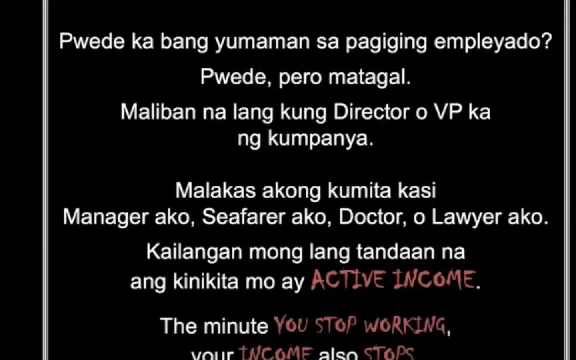 Pwede ka bang yumaman sa pagiging empleyado?
Pwede, pero matagal.
Maliban na lang kung Director o VP ka
ng kumpanya.
Malakas akong kumita kasi
Manager ako, Seafarer ako, Doctor, o Lawyer ako.
Kailangan mong lang tandaan na
ang kinikita mo ay ACTIVE INCOME.
The minute YOU STOP WORKING,
your INCOME also STOPS